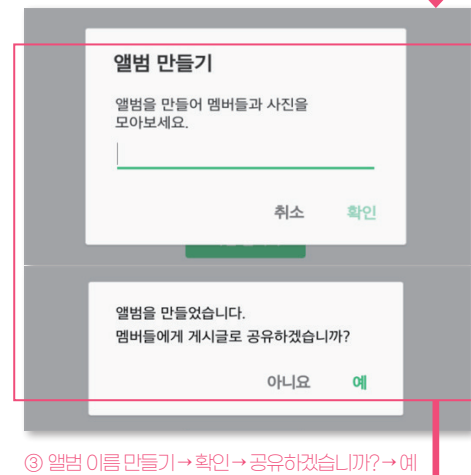 앨범 만들기
앨범을 만들어 멤버들과 사진을
모아보세요.
취소 확인
앨범을 만들었습니다.
멤버들에게 게시글로 공유하겠습니까?
아니요 예
③ 앨범 이름 만들기→확인→공유하겠습니까?→예